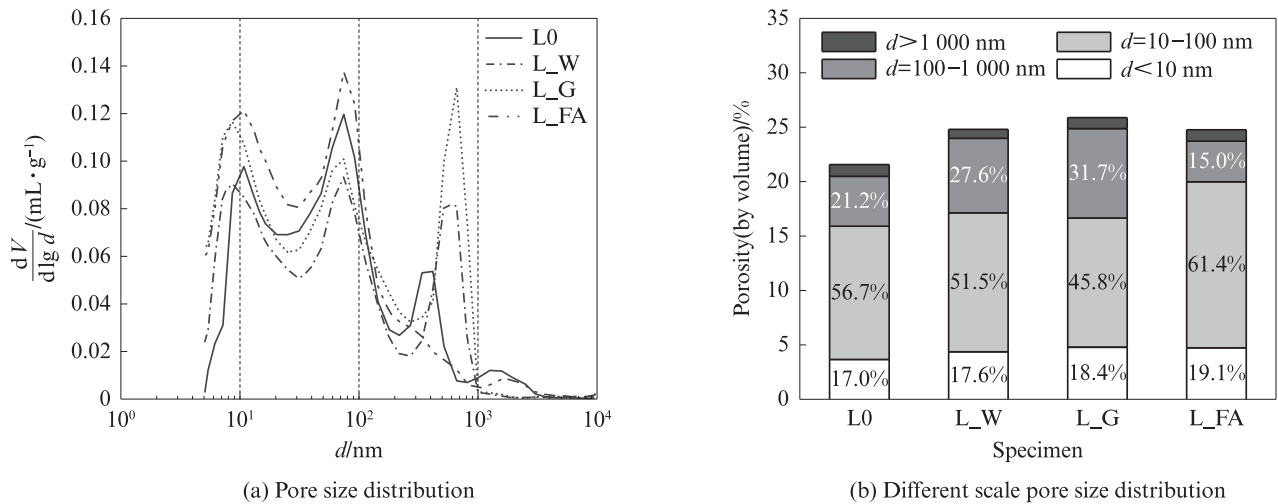 0.16
0.14
0.12
0.10
0.08
0.06
0.04
0.02
0
dV
dlg d
/(mL·g⁻¹)
L0
L_W
L_G
L_FA
10⁰ 10¹ 10² 10³ 10⁴
d/nm
(a) Pore size distribution
35
30
25
20
15
10
5
0
Porosity(by volume)/%
d>1 000 nm d=10–100 nm
d=100–1 000 nm d<10 nm
21.2% 27.6% 31.7% 15.0%
56.7% 51.5% 45.8% 61.4%
17.0% 17.6% 18.4% 19.1%
L0 L_W L_G L_FA
Specimen
(b) Different scale pore size distribution